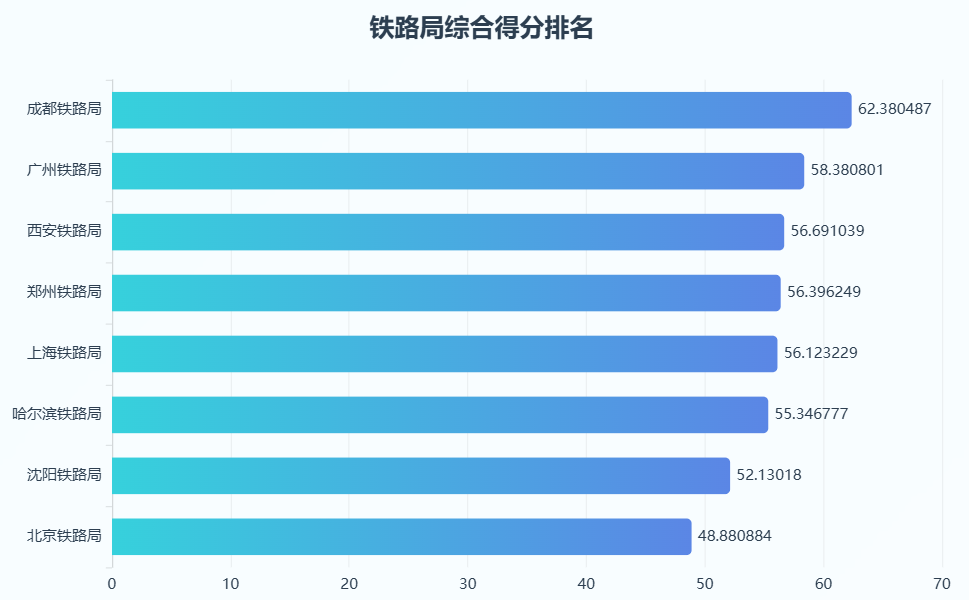 铁路局综合得分排名
成都铁路局 62.380487
广州铁路局 58.380801
西安铁路局 56.691039
郑州铁路局 56.396249
上海铁路局 56.123229
哈尔滨铁路局 55.346777
沈阳铁路局 52.13018
北京铁路局 48.880884
0 10 20 30 40 50 60 70